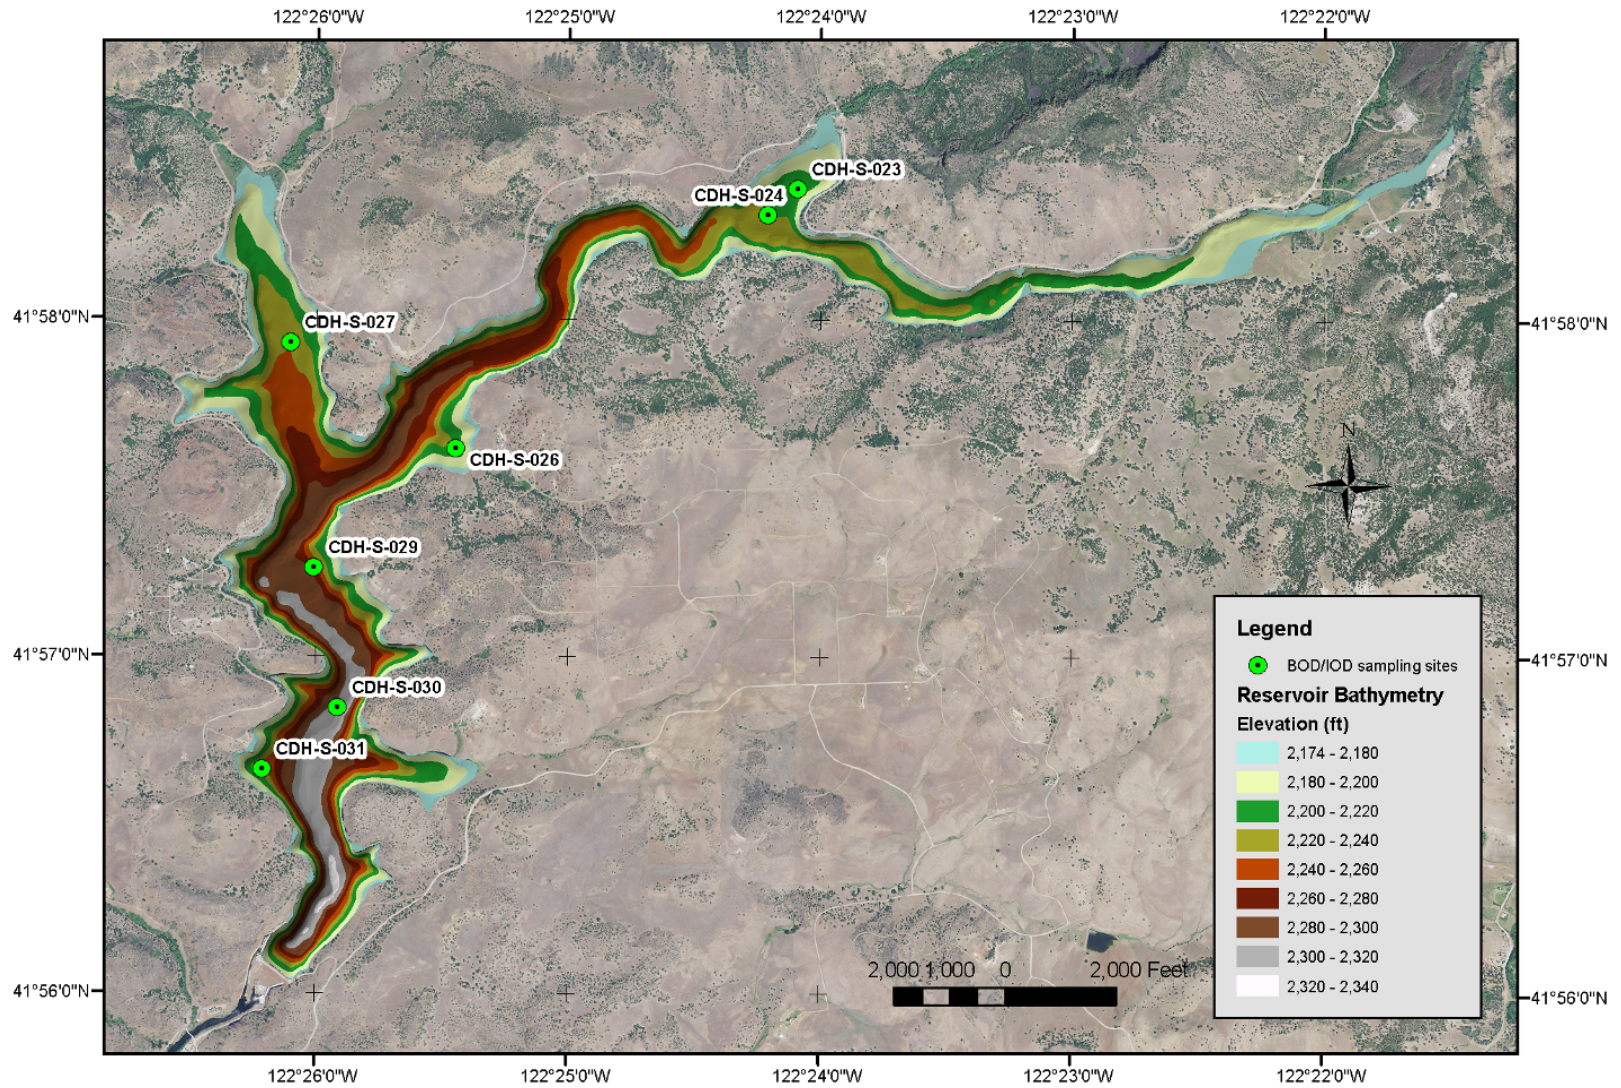 122°26'0"W 122°25'0"W 122°24'0"W 122°23'0"W 122°22'0"W
CDH-S-023
CDH-S-024
41°58'0"N 41°58'0"N
CDH-S-027
N
CDH-S-026
CDH-S-029
41°57'0"N 41°57'0"N
CDH-S-030
CDH-S-031
Legend
BOD/IOD sampling sites
Reservoir Bathymetry
Elevation (ft)
2,174 - 2,180
2,180 - 2,200
2,200 - 2,220
2,220 - 2,240
2,240 - 2,260
2,260 - 2,280
2,280 - 2,300
2,300 - 2,320
2,320 - 2,340
2,000 1,000 0 2,000 Feet
41°56'0"N 41°56'0"N
122°26'0"W 122°25'0"W 122°24'0"W 122°23'0"W 122°22'0"W